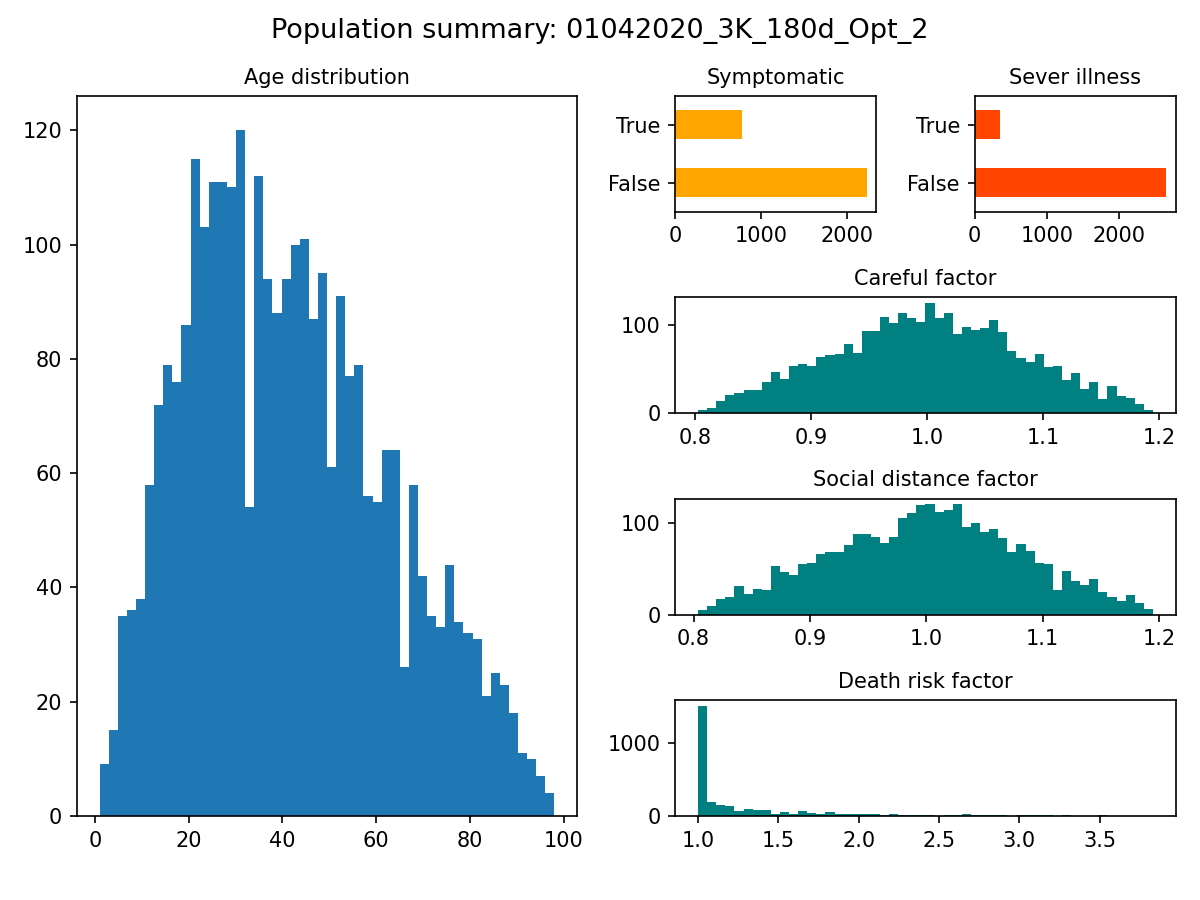 Population summary: 01042020_3K_180d_Opt_2
Age distribution
120
100
80
60
40
20
0
0 20 40 60 80 100
Symptomatic
True
False
0 1000 2000
Sever illness
True
False
0 1000 2000
Careful factor
100
0
0.8 0.9 1.0 1.1 1.2
Social distance factor
100
0
0.8 0.9 1.0 1.1 1.2
Death risk factor
1000
0
1.0 1.5 2.0 2.5 3.0 3.5